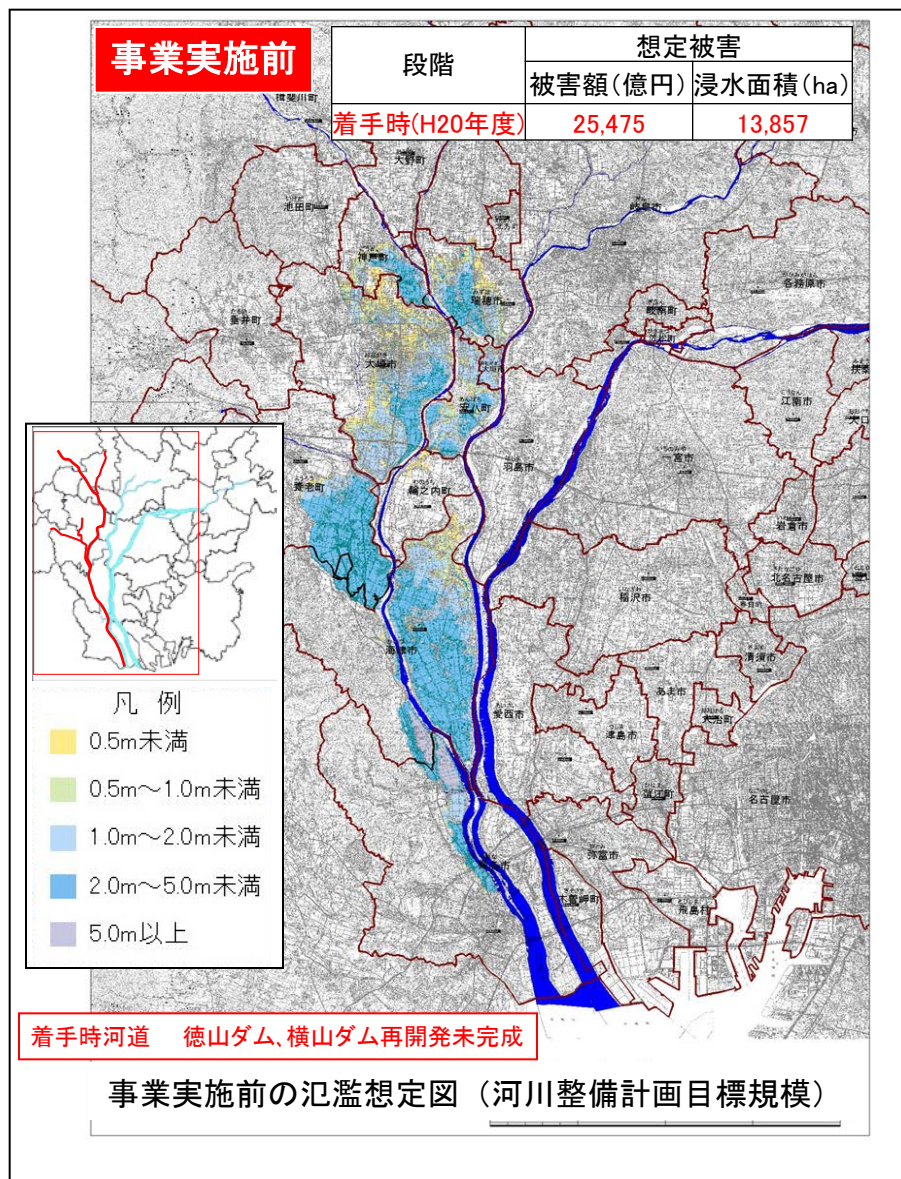 事業実施前
段階
想定被害
被害額(億円)
浸水面積(ha)
着手時(H20年度)
25,475
13,857
揖斐川町
大野町
池田町
岐阜市
神戸町
瑞穂市
各務原市
岐南町
垂井町
大垣市
安八町
江南市
羽島市
一宮市
養老町
輪之内町
岩倉市
北名古屋市
稲沢市
海津市
清須市
あま市
大治町
愛西市
津島市
蟹江町
名古屋市
弥富市
木曽岬町
飛島村
凡 例
0.5m未満
0.5m~1.0m未満
1.0m~2.0m未満
2.0m~5.0m未満
5.0m以上
着手時河道 徳山ダム、横山ダム再開発未完成
事業実施前の氾濫想定図(河川整備計画目標規模)